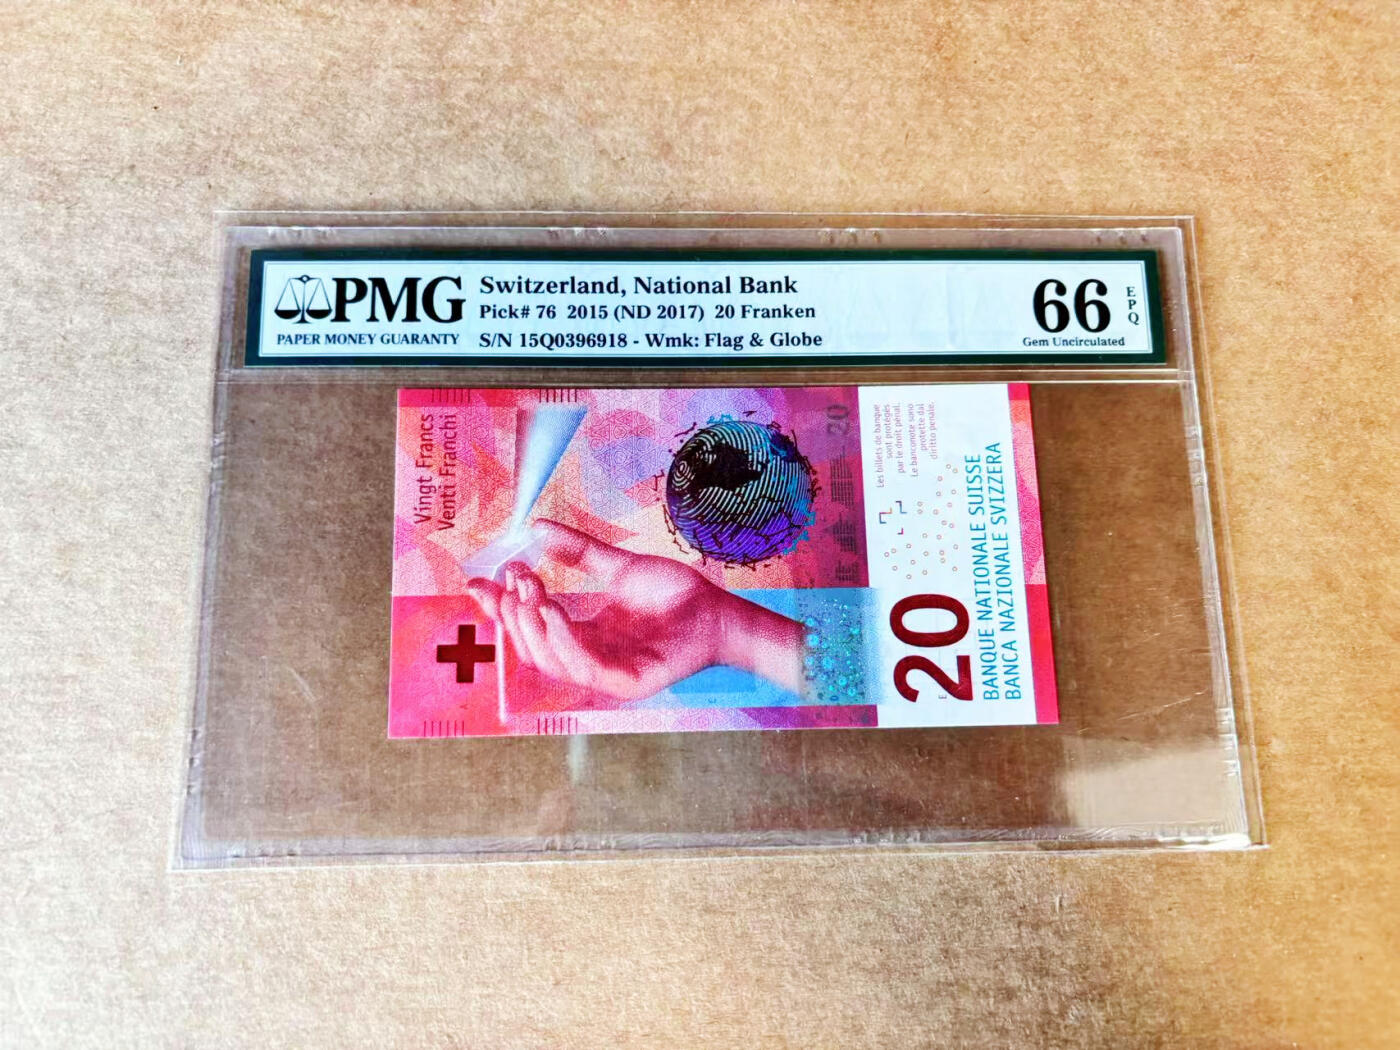 PMG
PAPER MONEY GUARANTY
Switzerland, National Bank
Pick# 76 2015 (ND 2017) 20 Franken
S/N 15Q0396918 - Wmk: Flag & Globe
66
EPQ
Gem Uncirculated
Vingt Francs
Venti Franchi
20
Les billets de banque
sont protégés
par le droit pénal.
Le banconote sono
protette dal
diritto penale.
20
BANQUE NATIONALE SUISSE
BANCA NAZIONALE SVIZZERA